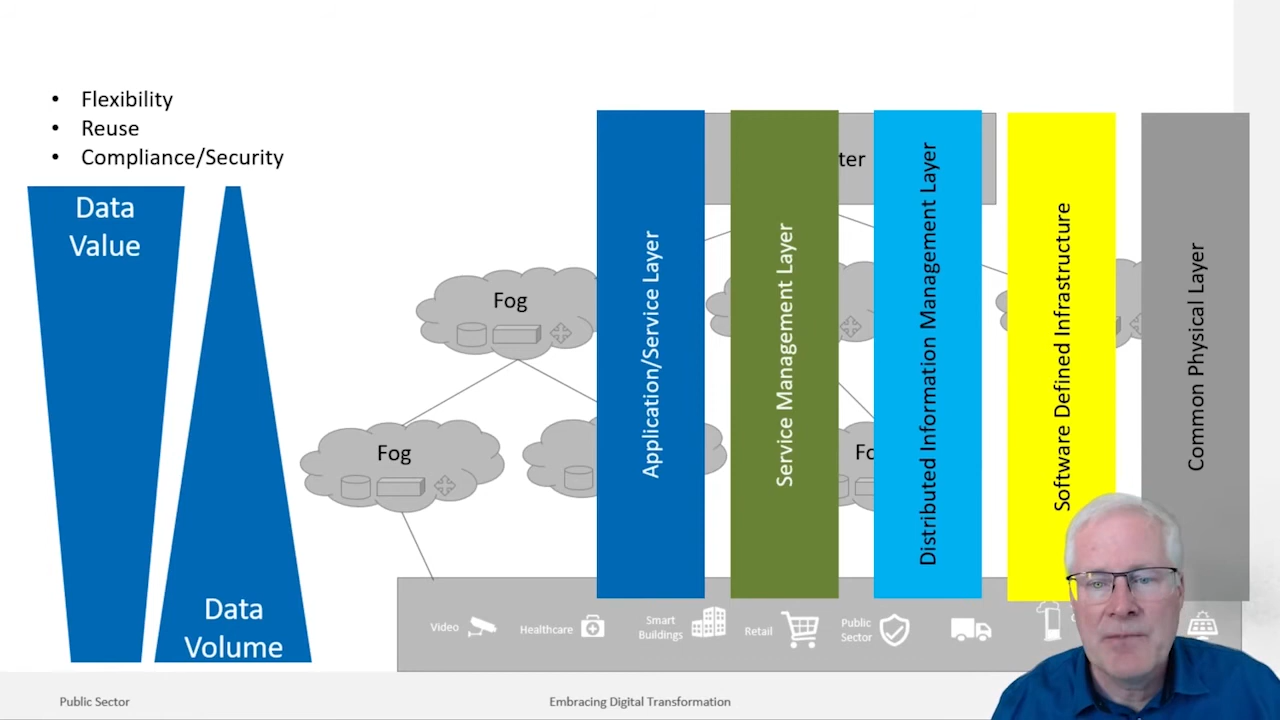 • Flexibility
• Reuse
• Compliance/Security
Data
Value
Data
Volume
Fog
Fog
Application/Service Layer
Service Management Layer
Distributed Information Management Layer
Software Defined Infrastructure
Common Physical Layer
Video
Healthcare
Smart
Buildings
Retail
Public
Sector
Public Sector
Embracing Digital Transformation